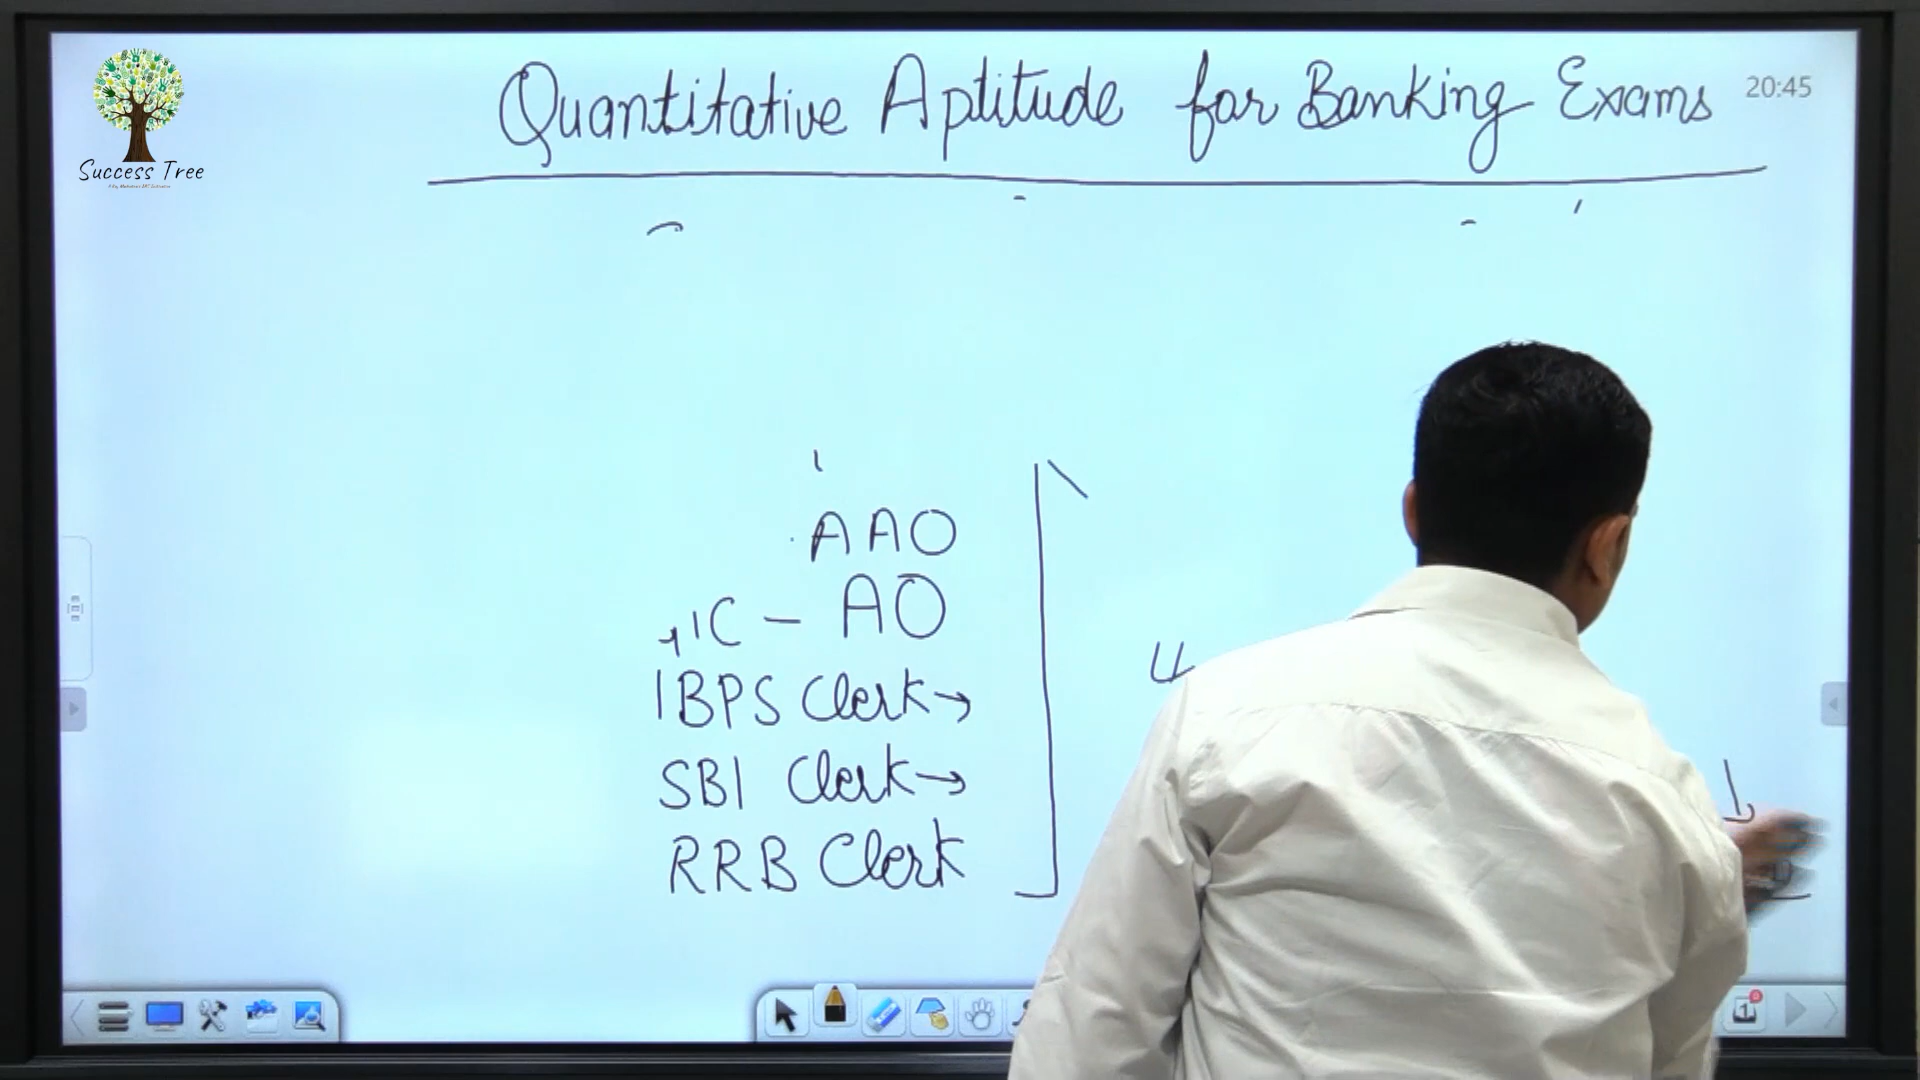 Quantitative Aptitude for Banking Exams
20:45
Success Tree
AAO
IC - AO
IBPS Clerk→
SBI Clerk→
RRB Clerk